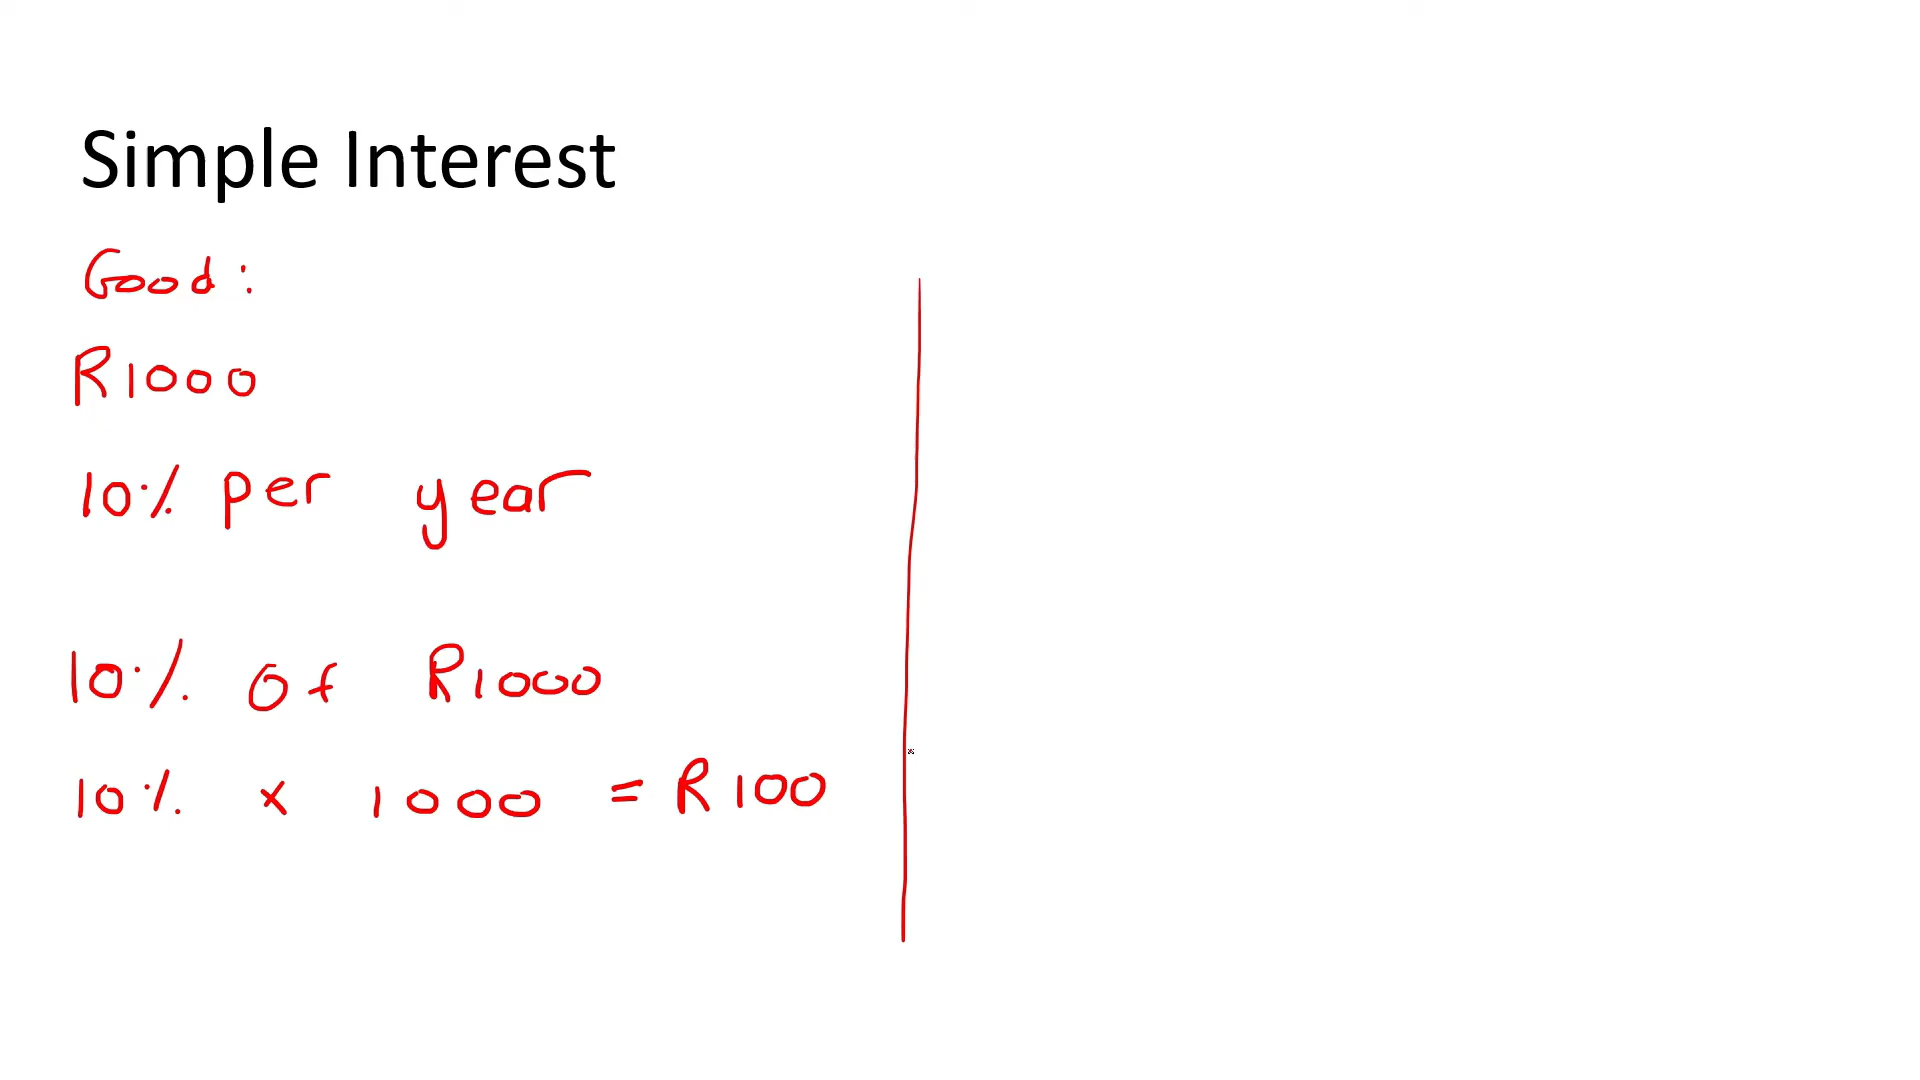 Simple Interest
Good:
R1000
10% per year
10% of R1000
10% x 1000 = R100